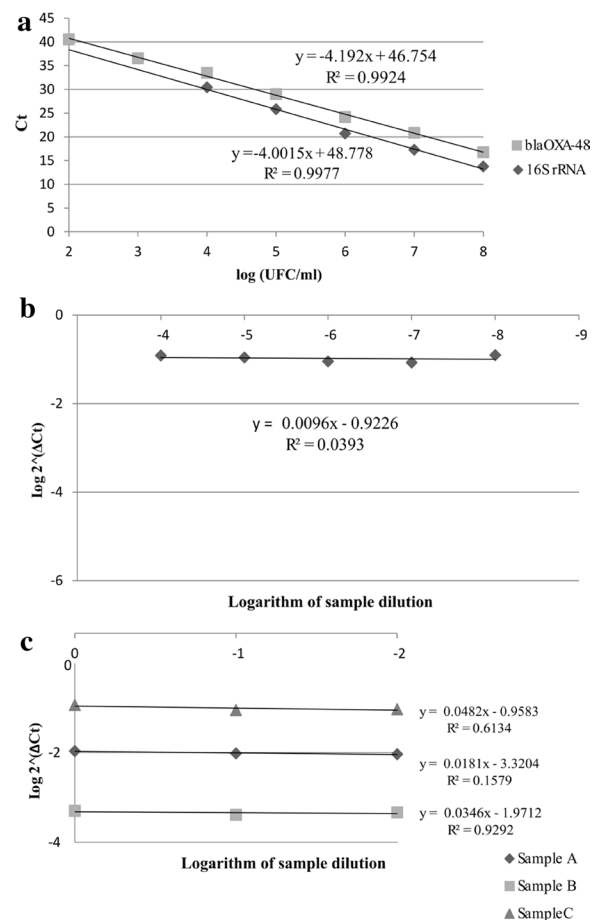 a
45
40
35
30
25
20
15
10
5
0
Ct
y=-4.192x+46.754
R² = 0.9924
y=-4.0015x+48.778
R² = 0.9977
blaOXA-48
16SrRNA
2 3 4 5 6 7 8
log (UFC/ml)
b
0
-4 -5 -6 -7 -8 -9
-2
-4
-6
Log 2^(ΔCt)
y = 0.0096x - 0.9226
R² = 0.0393
Logarithm of sample dilution
c
0 -1 -2
0
-2
-4
Log 2^(ΔCt)
y = 0.0482x - 0.9583
R² = 0.6134
y = 0.0181x - 3.3204
R² = 0.1579
y = 0.0346x - 1.9712
R² = 0.9292
Logarithm of sample dilution
Sample A
Sample B
SampleC